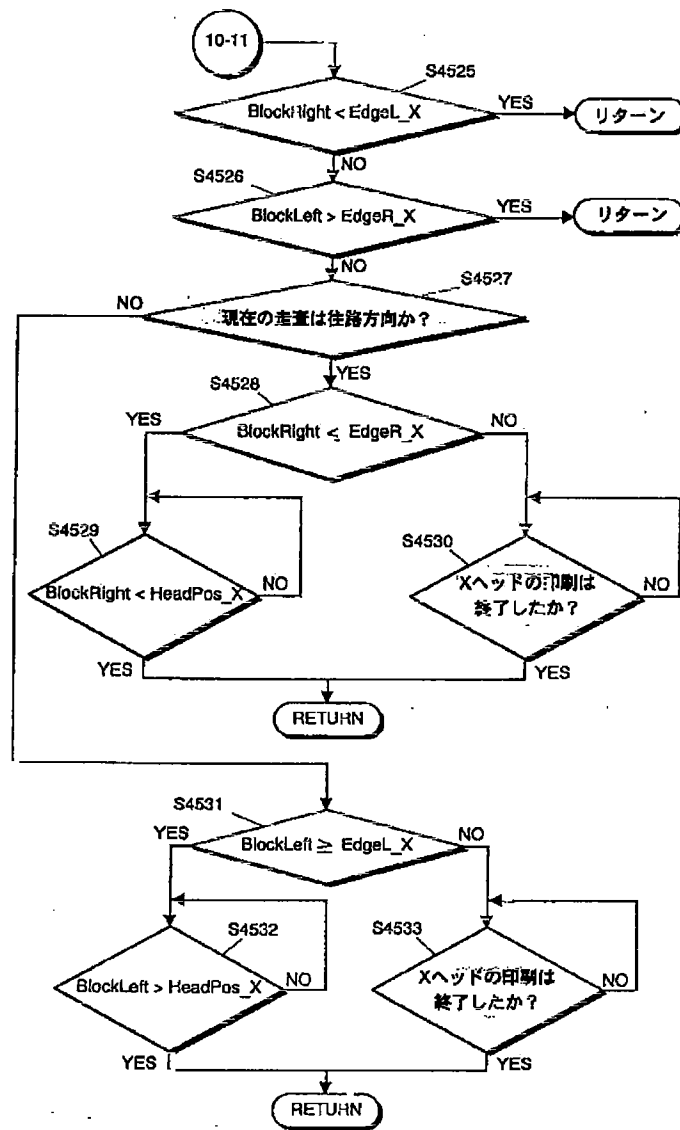 10-11
S4525
BlockRight < EdgeL_X
YES
リターン
NO
S4526
BlockLeft > EdgeR_X
YES
リターン
NO
S4527
NO
現在の走査は往路方向か？
YES
S4528
YES
BlockRight ≤ EdgeR_X
NO
S4529
BlockRight < HeadPos_X
NO
YES
S4530
Xヘッドの印刷は
終了したか？
NO
YES
RETURN
S4531
YES
BlockLeft ≥ EdgeL_X
NO
S4532
BlockLeft > HeadPos_X
NO
YES
S4533
Xヘッドの印刷は
終了したか？
NO
YES
RETURN